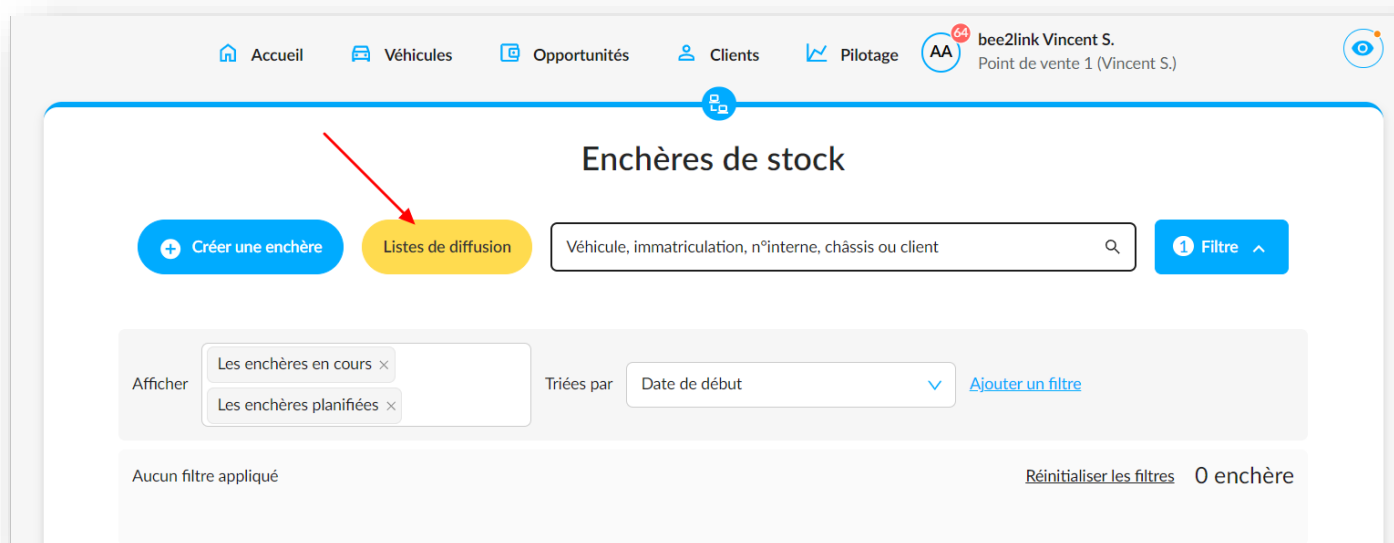 Accueil
Véhicules
Opportunités
Clients
Pilotage
AA
64
bee2link Vincent S.
Point de vente 1 (Vincent S.)
Enchères de stock
Créer une enchère
Listes de diffusion
Véhicule, immatriculation, n°interne, châssis ou client
1 Filtre
Afficher
Les enchères en cours ×
Les enchères planifiées ×
Triées par
Date de début
Ajouter un filtre
Aucun filtre appliqué
Réinitialiser les filtres
0 enchère